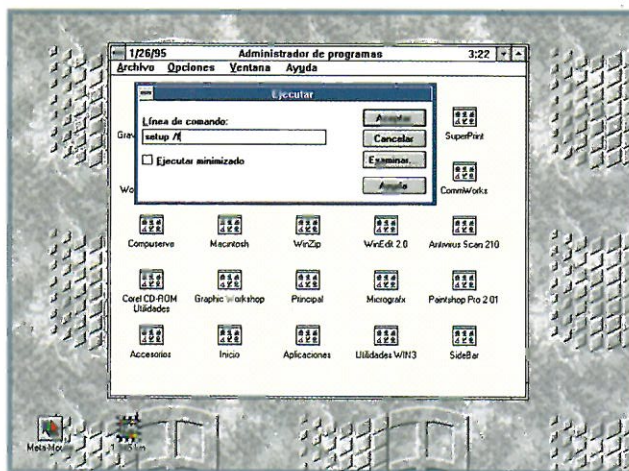 1/26/95 Administrador de programas 3:22
Archivo Opciones Ventana Ayuda
Ejecutar
Línea de comando:
setup /f
Ejecutar minimizado
Aceptar
Cancelar
Examinar...
Ayuda
SuperPrint
CommWorks
Compuserve Macintosh WinZip WinEdit 2.0 Antivirus Scan 210
Corel CD-ROM Utilidades Graphic Workshop Principal Micrografx Paintshop Pro 2.01
Accesorios Inicio Aplicaciones Utilidades WIN3 SideBar